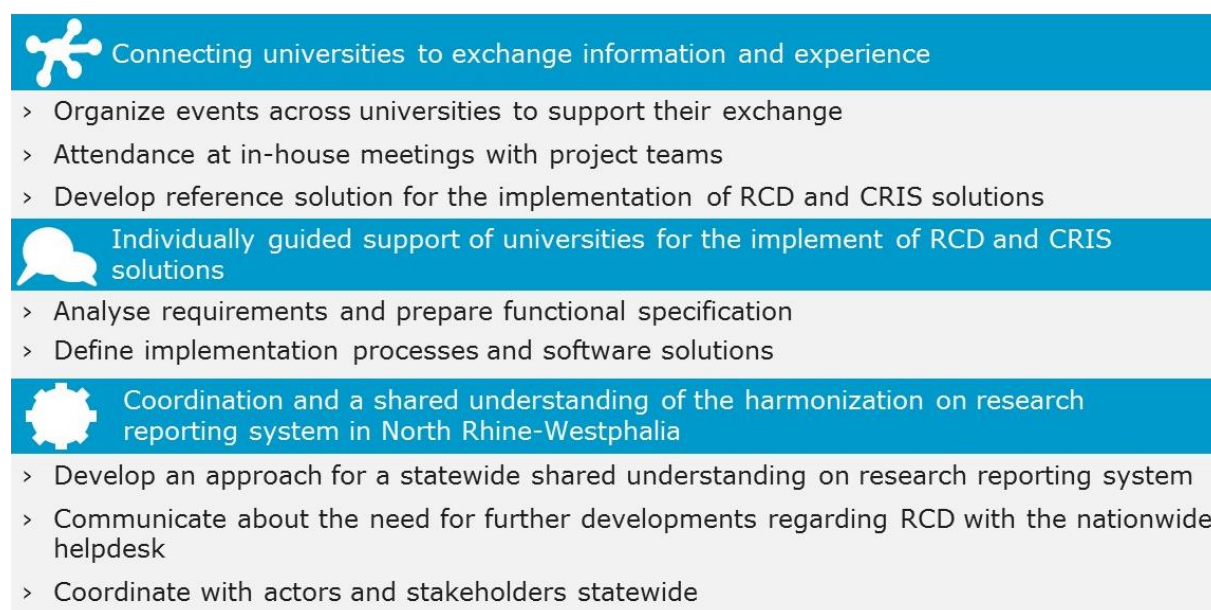 Connecting universities to exchange information and experience
› Organize events across universities to support their exchange
› Attendance at in-house meetings with project teams
› Develop reference solution for the implementation of RCD and CRIS solutions
Individually guided support of universities for the implement of RCD and CRIS
solutions
› Analyse requirements and prepare functional specification
› Define implementation processes and software solutions
Coordination and a shared understanding of the harmonization on research
reporting system in North Rhine-Westphalia
› Develop an approach for a statewide shared understanding on research reporting system
› Communicate about the need for further developments regarding RCD with the nationwide
helpdesk
› Coordinate with actors and stakeholders statewide